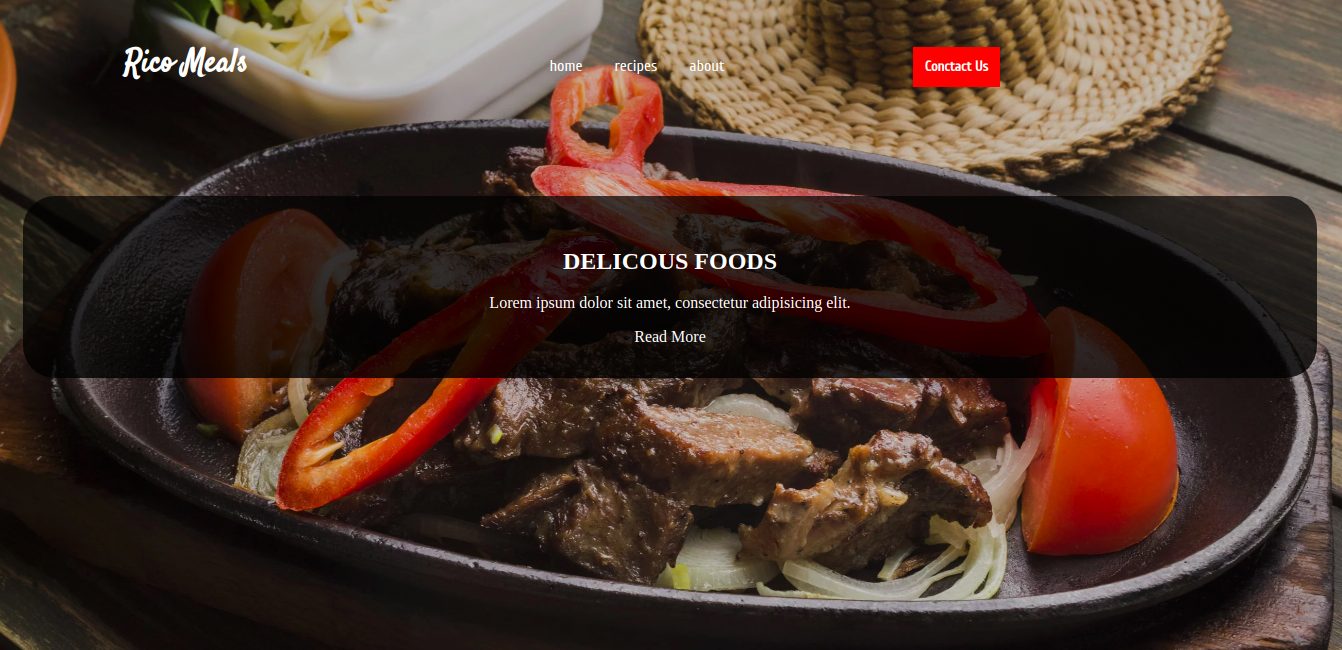 Rico Meals
home recipes about
Conctact Us
DELICOUS FOODS
Lorem ipsum dolor sit amet, consectetur adipisicing elit.
Read More